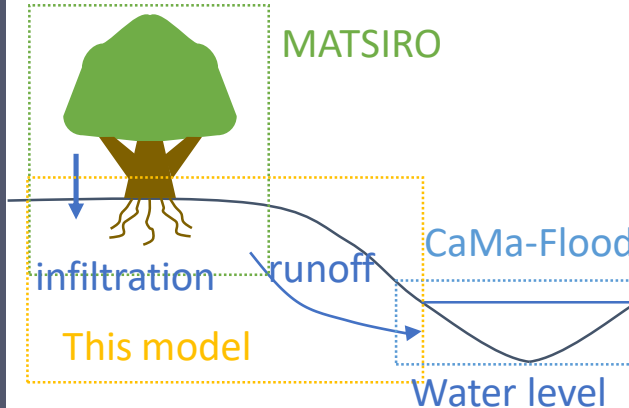 MATSIRO
CaMa-Flood
infiltration
runoff
This model
Water level